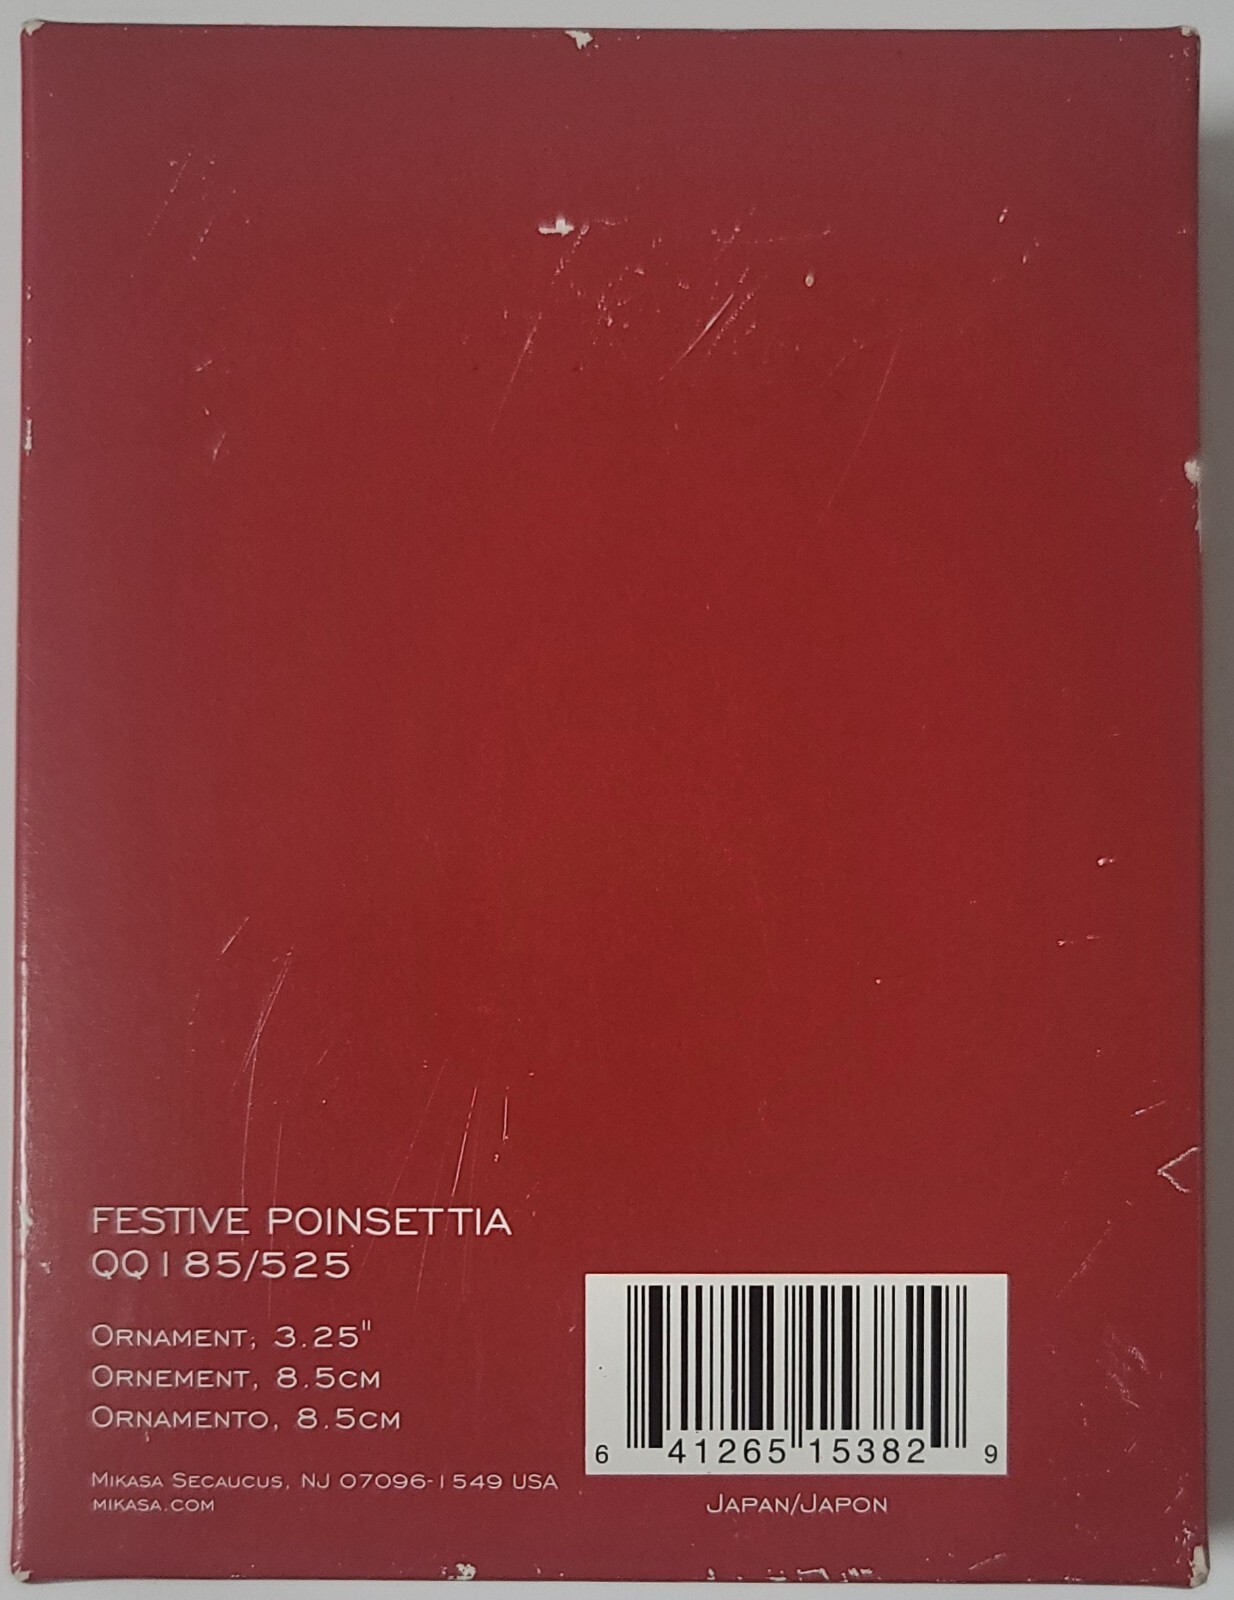 FESTIVE POINSETTIA
QQ185/525
ORNAMENT, 3.25"
ORNEMENT, 8.5CM
ORNAMENTO, 8.5CM
MIKASA SECAUCUS, NJ 07096-1549 USA
MIKASA.COM
6 41265 15382 9
JAPAN/JAPON